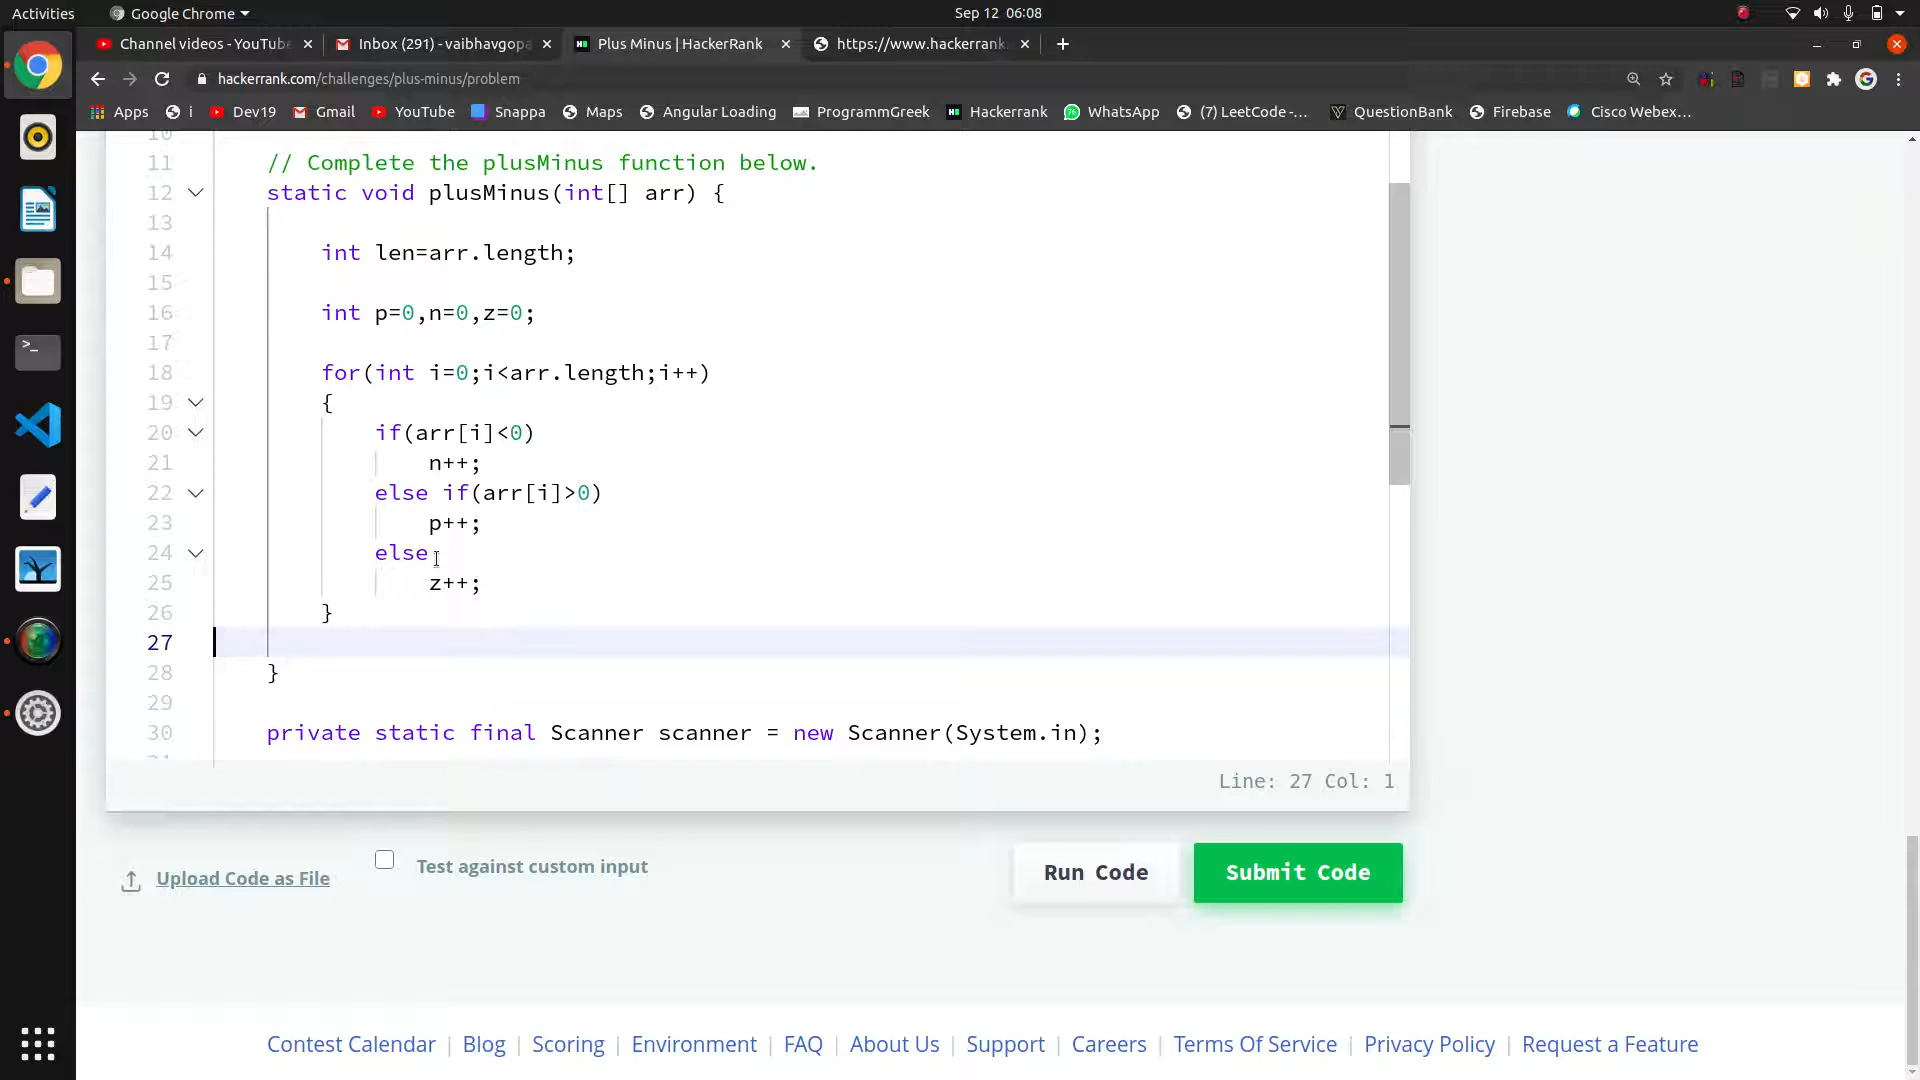 Activities
Google Chrome
Sep 12 06:08
Channel videos - YouTube
Inbox (291) - vaibhavgopa
Plus Minus | HackerRank
https://www.hackerrank.
hackerrank.com/challenges/plus-minus/problem
Apps
i
Dev19
Gmail
YouTube
Snappa
Maps
Angular Loading
ProgrammGreek
Hackerrank
WhatsApp
(7) LeetCode -...
QuestionBank
Firebase
Cisco Webex...
10
11 // Complete the plusMinus function below.
12 static void plusMinus(int[] arr) {
13
14 int len=arr.length;
15
16 int p=0,n=0,z=0;
17
18 for(int i=0;i<arr.length;i++)
19 {
20 if(arr[i]<0)
21 n++;
22 else if(arr[i]>0)
23 p++;
24 else
25 z++;
26 }
27
28 }
29
30 private static final Scanner scanner = new Scanner(System.in);
31
Line: 27 Col: 1
Upload Code as File
Test against custom input
Run Code
Submit Code
Contest Calendar | Blog | Scoring | Environment | FAQ | About Us | Support | Careers | Terms Of Service | Privacy Policy | Request a Feature